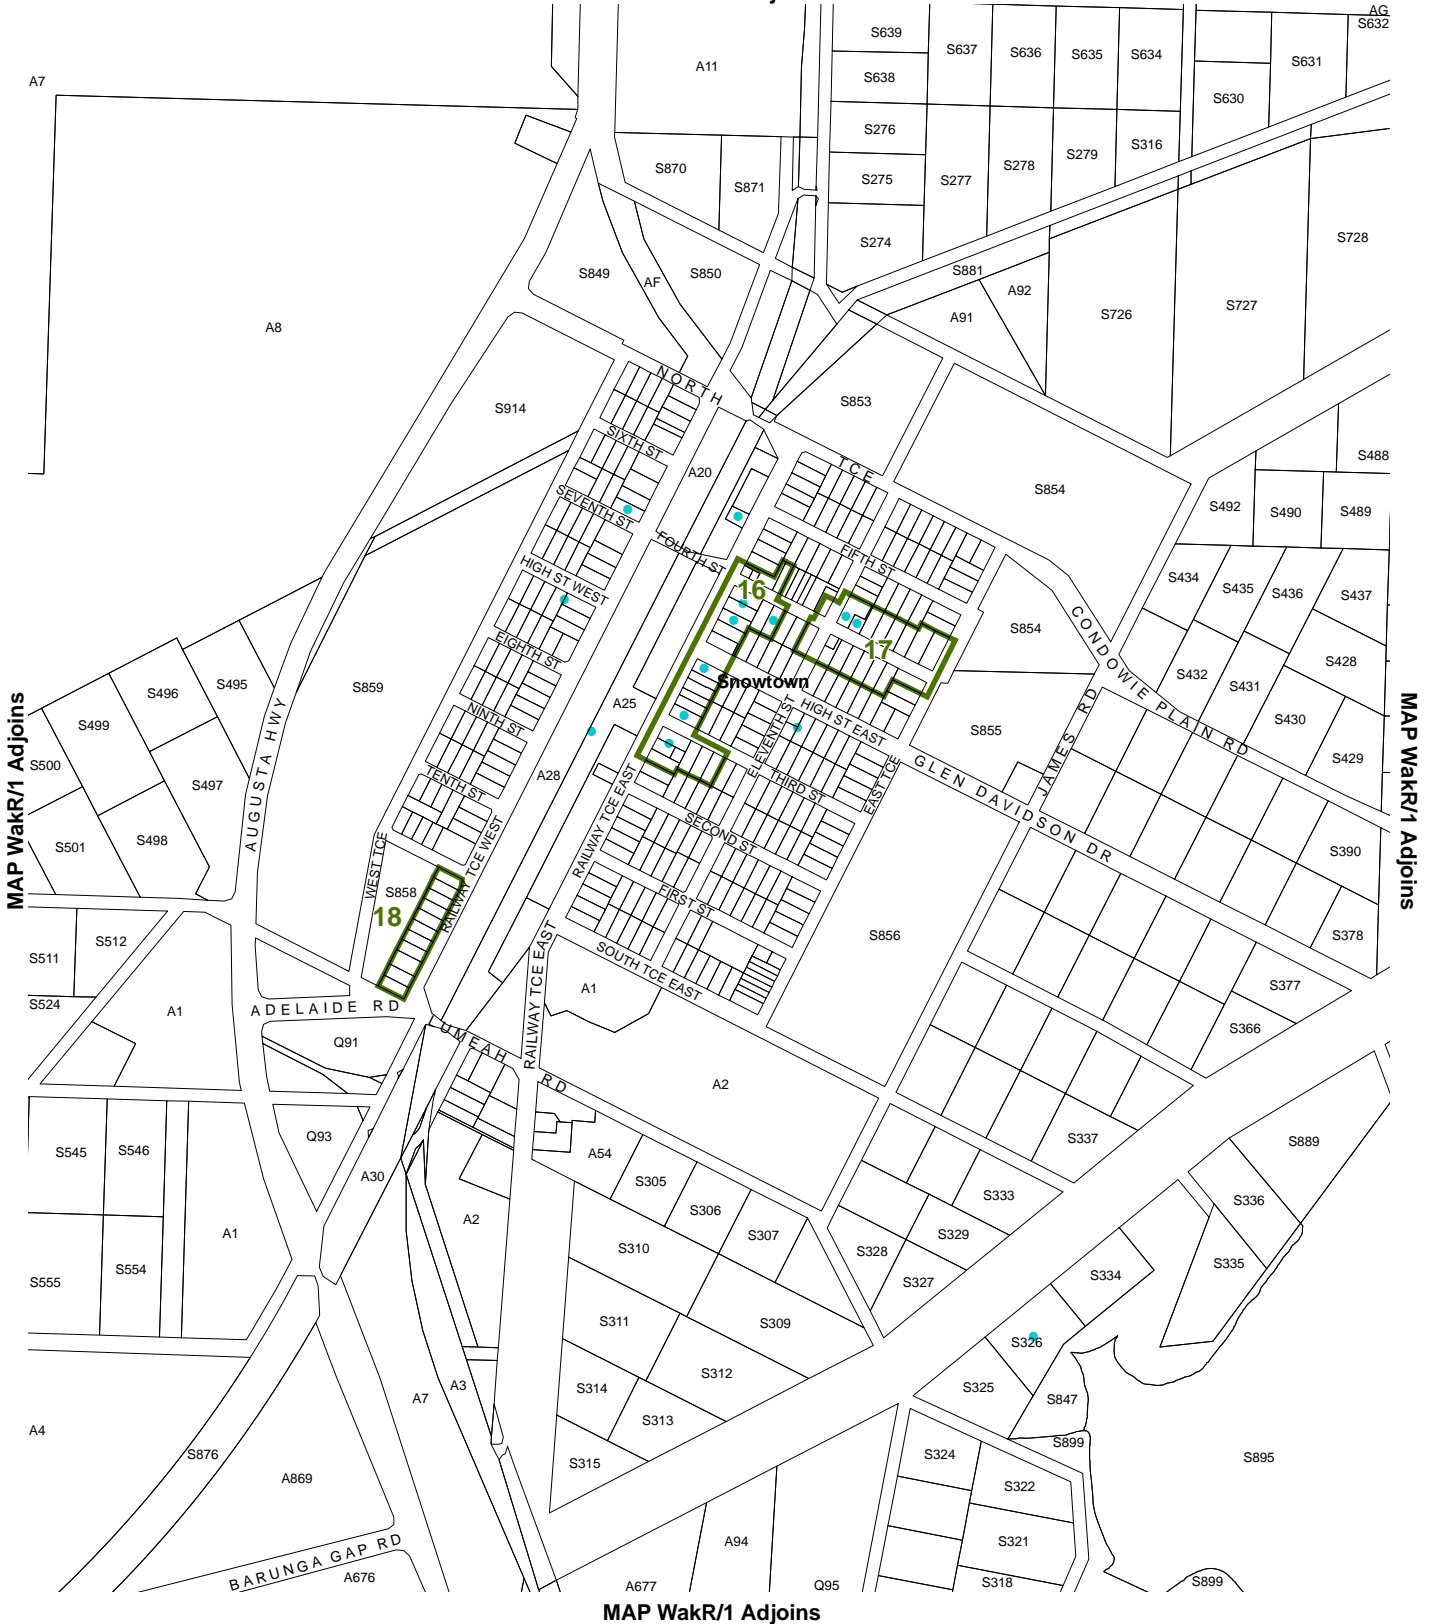 AG
S632
S639
S637
S636
S635
S634
S631
A11
S638
S630
A7
S276
S278
S279
S316
S870
S871
S275
S277
S274
S728
S849
AF
S850
S881
A92
A8
A91
S726
S727
NORTH
S914
S853
SIXTH ST
A20
TCE
S488
S854
SEVENTH ST
S492
S490
S489
FOURTH ST
FIFTH ST
HIGH ST WEST
16
S434
S435
S436
S437
CONDOWIE PLAIN RD
S854
17
EIGHTH ST
S428
S432
S431
S496
S495
S859
Snowtown
S499
A25
HIGH ST EAST
ELEVENTH ST
S430
NINTH ST
S855
JAMES RD
AUGUSTA HWY
MAP WakR/1 Adjoins
MAP WakR/1 Adjoins
S500
S497
A28
TENTH ST
THIRD ST
EAST TCE
GLEN DAVIDSON DR
S429
S501
S498
RAILWAY TCE EAST
SECOND ST
S390
WEST TCE
S858
RAILWAY TCE WEST
FIRST ST
18
S856
S378
S512
S511
SOUTH TCE EAST
S524
A1
ADELAIDE RD
A1
RAILWAY TCE EAST
S377
S366
Q91
LUMEAH RD
A2
Q93
S545
S546
A54
S337
S889
A30
S305
S333
S336
A1
A2
S306
S307
S329
S310
S328
S335
S554
S555
S327
S334
S311
S309
S326
S314
S312
S325
A7
A3
S313
S847
A4
S876
S315
S324
S899
S895
A869
S322
A94
S321
BARUNGA GAP RD
A676
A677
Q95
S318
S899
MAP WakR/1 Adjoins